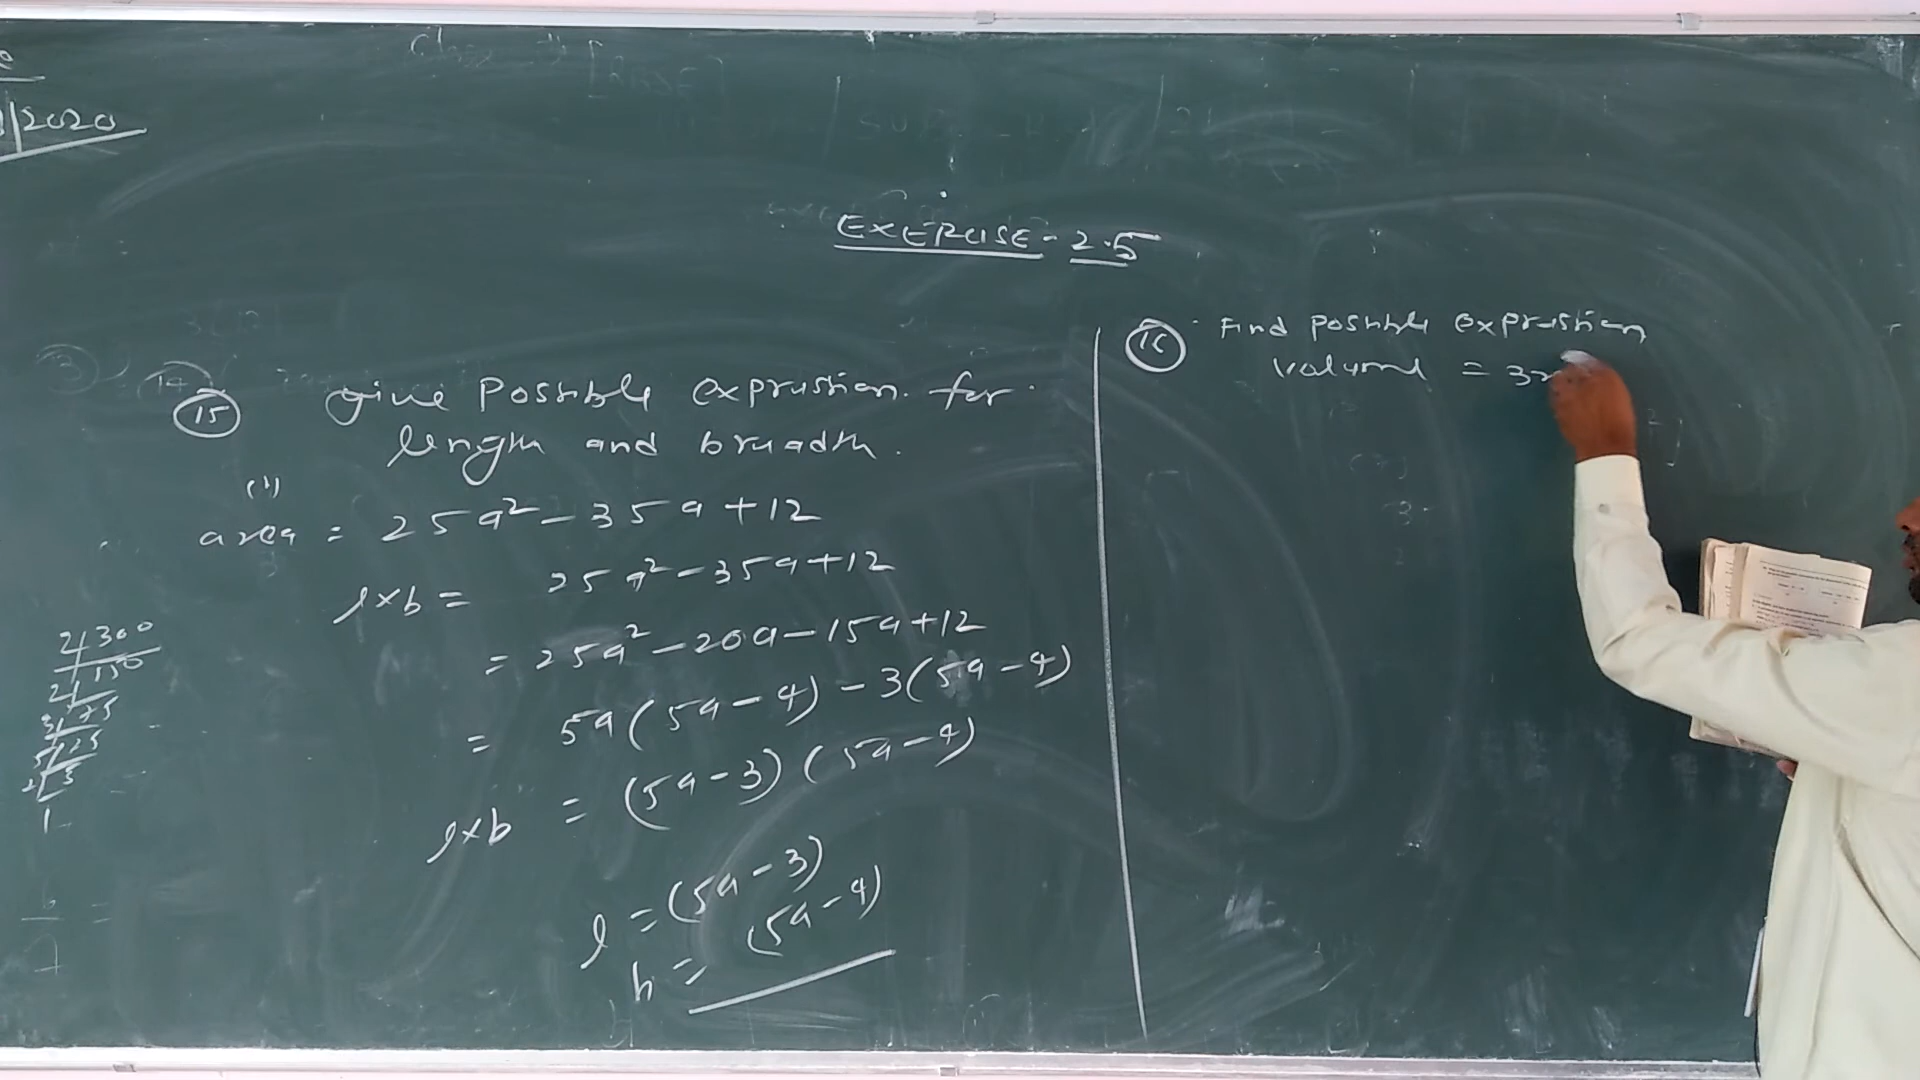 2020
EXERCISE - 2.5
(15) give possible expression for
length and breadth.
(i)
area = 25a² - 35a + 12
l×b = 25a² - 35a + 12
= 25a² - 20a - 15a + 12
= 5a(5a - 4) - 3(5a - 4)
l×b = (5a - 3)(5a - 4)
l = (5a - 3)
b = (5a - 4)
2|300
2|150
3|75
5|25
5
1
(16) Find possible expression
volume = 3x